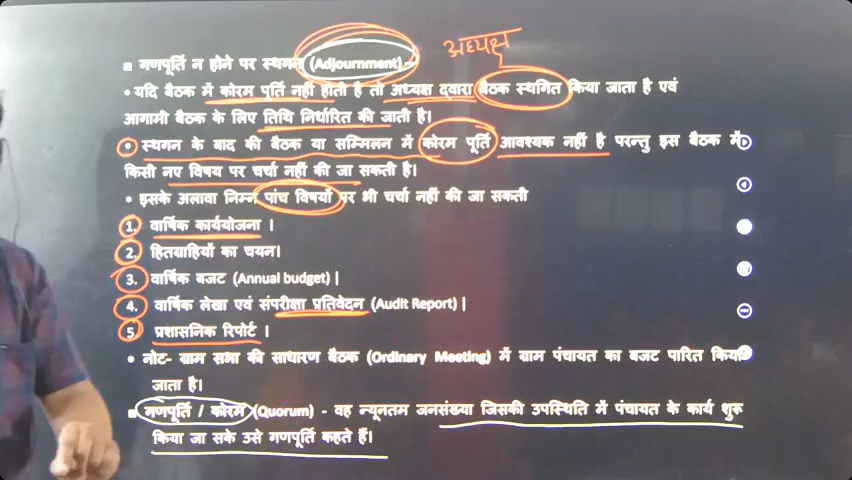 अध्यक्ष
▪ गणपूर्ति न होने पर स्थगन (Adjournment) -
• यदि बैठक में कोरम पूर्ति नहीं होती है तो अध्यक्ष द्वारा बैठक स्थगित किया जाता है एवं
आगामी बैठक के लिए तिथि निर्धारित की जाती है।
• स्थगन के बाद की बैठक या सम्मिलन में कोरम पूर्ति आवश्यक नहीं है परन्तु इस बैठक में
किसी नए विषय पर चर्चा नहीं की जा सकती है।
• इसके अलावा निम्न पांच विषयों पर भी चर्चा नहीं की जा सकती
1. वार्षिक कार्ययोजना ।
2. हितग्राहियों का चयन।
3. वार्षिक बजट (Annual budget) |
4. वार्षिक लेखा एवं संपरीक्षा प्रतिवेदन (Audit Report) |
5. प्रशासनिक रिपोर्ट ।
• नोट- ग्राम सभा की साधारण बैठक (Ordinary Meeting) में ग्राम पंचायत का बजट पारित किया
जाता है।
▪ गणपूर्ति / कोरम (Quorum) - वह न्यूनतम जनसंख्या जिसकी उपस्थिति में पंचायत के कार्य शुरू
किया जा सके उसे गणपूर्ति कहते हैं।